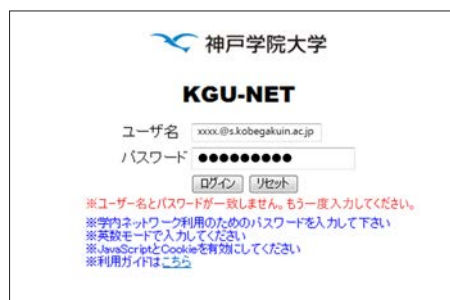 神戸学院大学
KGU-NET
ユーザ名 xxxx.@s.kobegakuin.ac.jp
パスワード ●●●●●●●●●
ログイン リセット
※ユーザー名とパスワードが一致しません。もう一度入力してください。
※学内ネットワーク利用のためのパスワードを入力して下さい
※英数モードで入力してください
※JavaScriptとCookieを有効にしてください
※利用ガイドはこちら